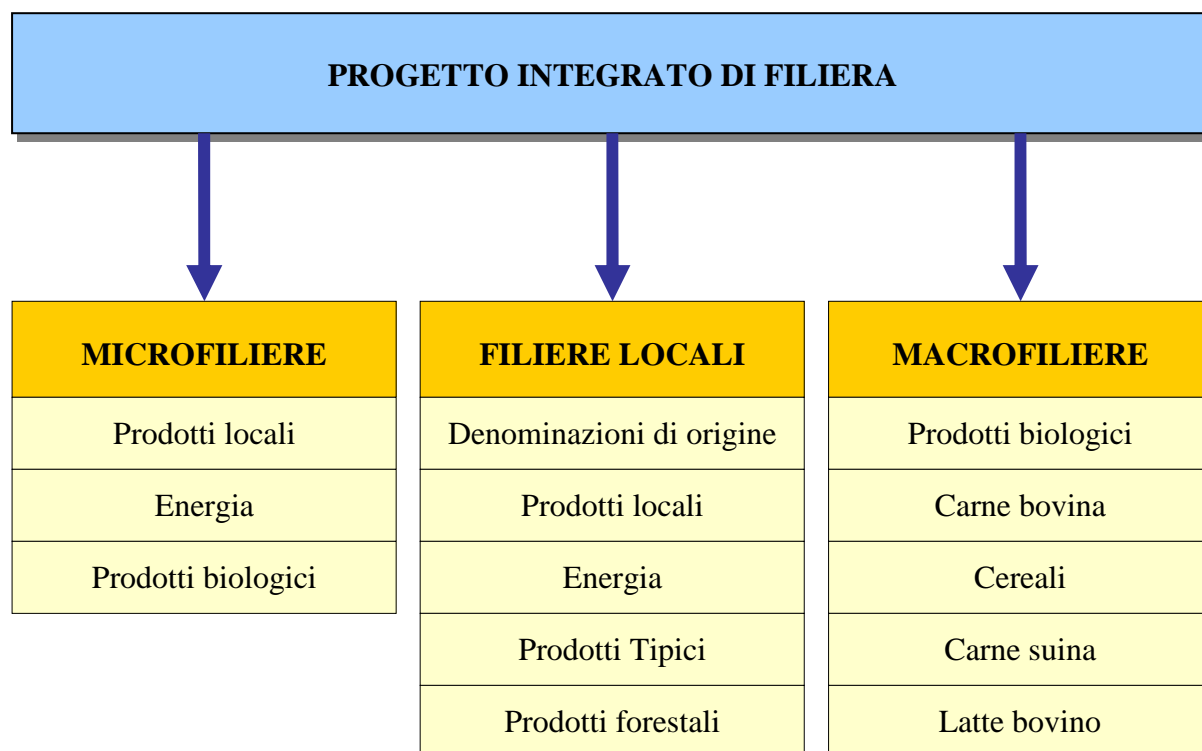 PROGETTO INTEGRATO DI FILIERA
MICROFILIERE
Prodotti locali
Energia
Prodotti biologici
FILIERE LOCALI
Denominazioni di origine
Prodotti locali
Energia
Prodotti Tipici
Prodotti forestali
MACROFILIERE
Prodotti biologici
Carne bovina
Cereali
Carne suina
Latte bovino